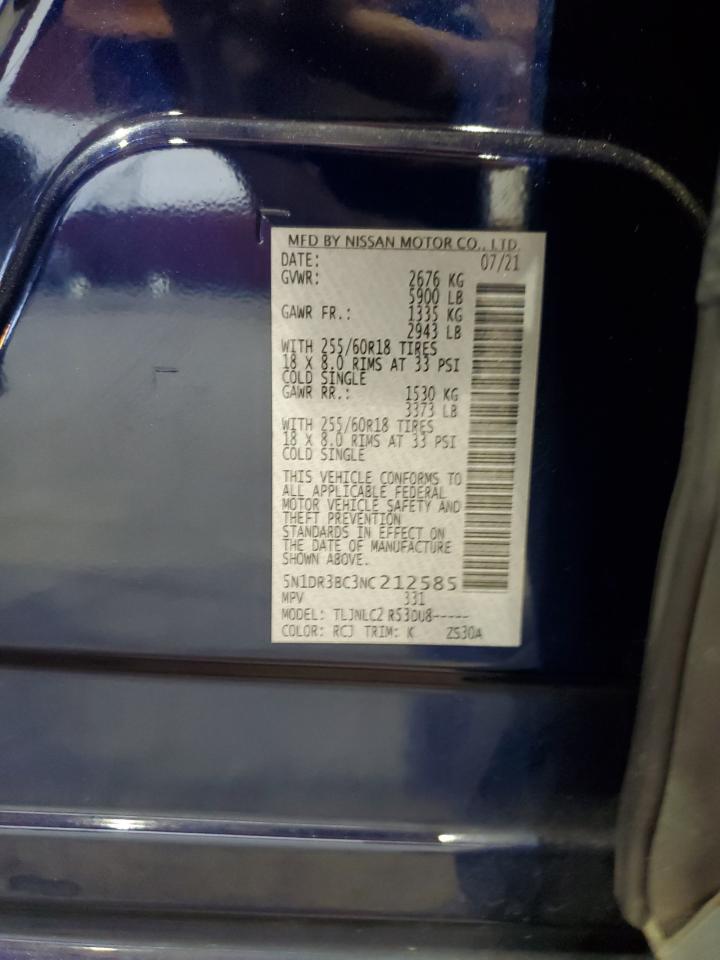 MFD BY NISSAN MOTOR CO., LTD.
DATE: 07/21
GVWR: 2676 KG
5900 LB
GAWR FR.: 1335 KG
2943 LB
WITH 255/60R18 TIRES
18 X 8.0 RIMS AT 33 PSI
COLD SINGLE
GAWR RR.: 1530 KG
3373 LB
WITH 255/60R18 TIRES
18 X 8.0 RIMS AT 33 PSI
COLD SINGLE
THIS VEHICLE CONFORMS TO
ALL APPLICABLE FEDERAL
MOTOR VEHICLE SAFETY AND
THEFT PREVENTION
STANDARDS IN EFFECT ON
THE DATE OF MANUFACTURE
SHOWN ABOVE.
5N1DR3BC3NC212585
MPV 331
MODEL: TLJNLC2 R53DU8-----
COLOR: RCJ TRIM: K ZS30A